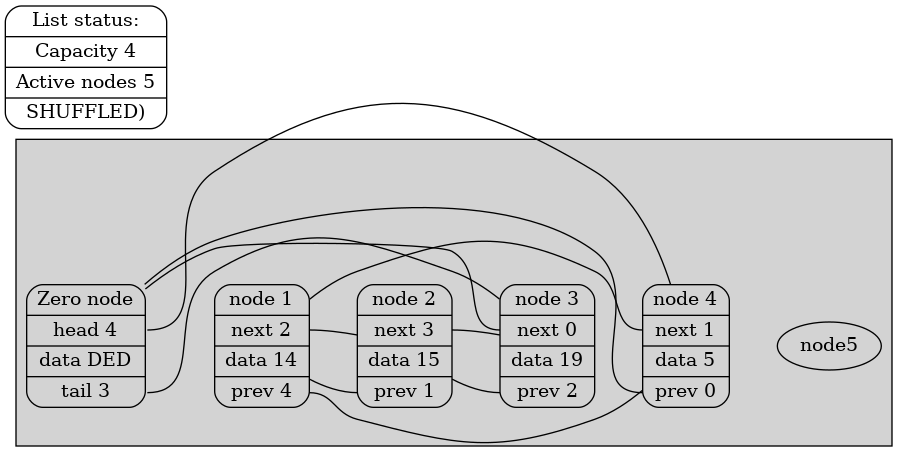 List status:
Capacity 4
Active nodes 5
SHUFFLED)
Zero node
head 4
data DED
tail 3
node 1
next 2
data 14
prev 4
node 2
next 3
data 15
prev 1
node 3
next 0
data 19
prev 2
node 4
next 1
data 5
prev 0
node5